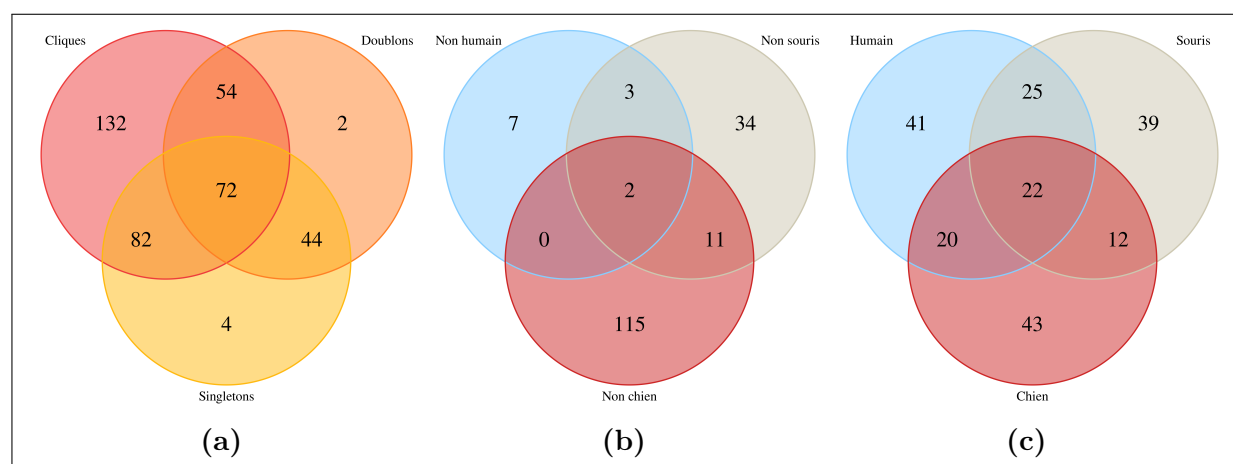 Cliques Doublons
54
132 2
72
82 44
4
Singletons
(a)
Non humain Non souris
3
7 34
2
0 11
115
Non chien
(b)
Humain Souris
25
41 39
22
20 12
43
Chien
(c)